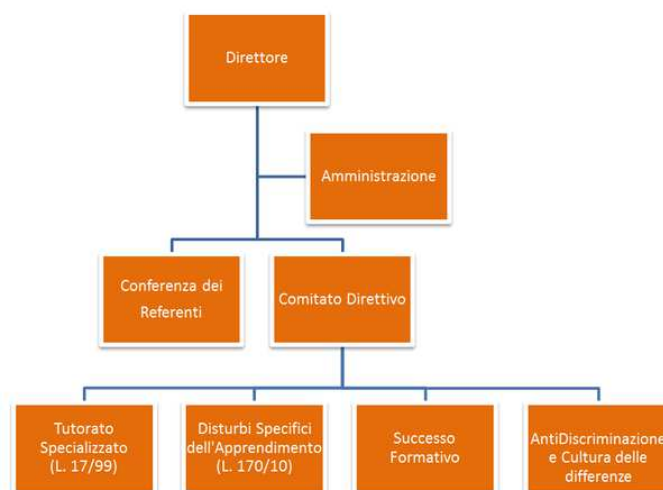 Direttore
Amministrazione
Conferenza dei
Referenti
Comitato Direttivo
Tutorato
Specializzato
(L. 17/99)
Disturbi Specifici
dell'Apprendimento
(L. 170/10)
Successo
Formativo
AntiDiscriminazione
e Cultura delle
differenze